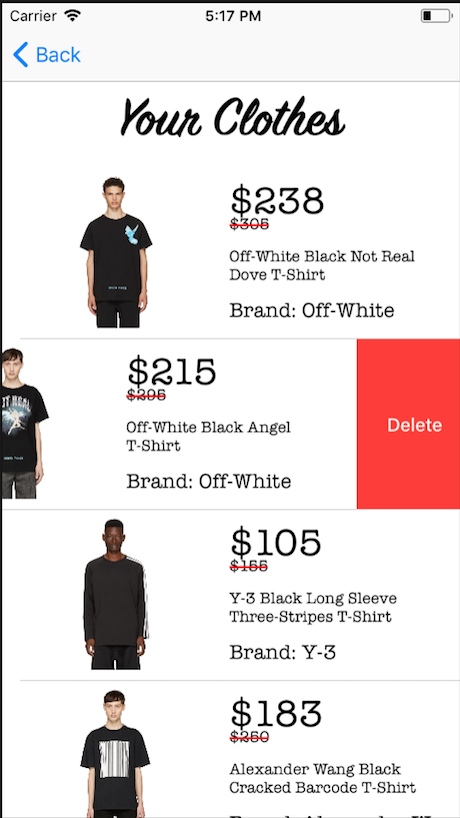 Carrier 5:17 PM
Back
Your Clothes
$238
$305
Off-White Black Not Real
Dove T-Shirt
Brand: Off-White
$215
$295
Off-White Black Angel
T-Shirt
Brand: Off-White
Delete
$105
$155
Y-3 Black Long Sleeve
Three-Stripes T-Shirt
Brand: Y-3
$183
$250
Alexander Wang Black
Cracked Barcode T-Shirt